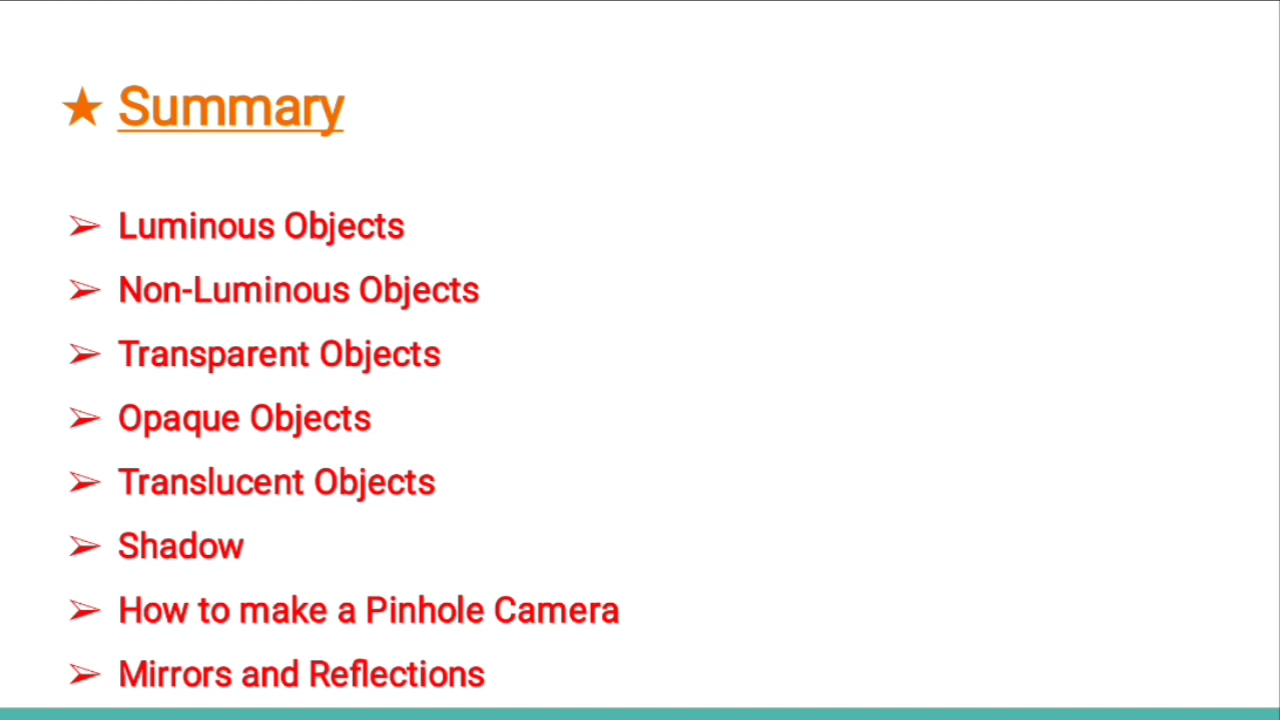 ★ Summary
➢ Luminous Objects
➢ Non-Luminous Objects
➢ Transparent Objects
➢ Opaque Objects
➢ Translucent Objects
➢ Shadow
➢ How to make a Pinhole Camera
➢ Mirrors and Reflections